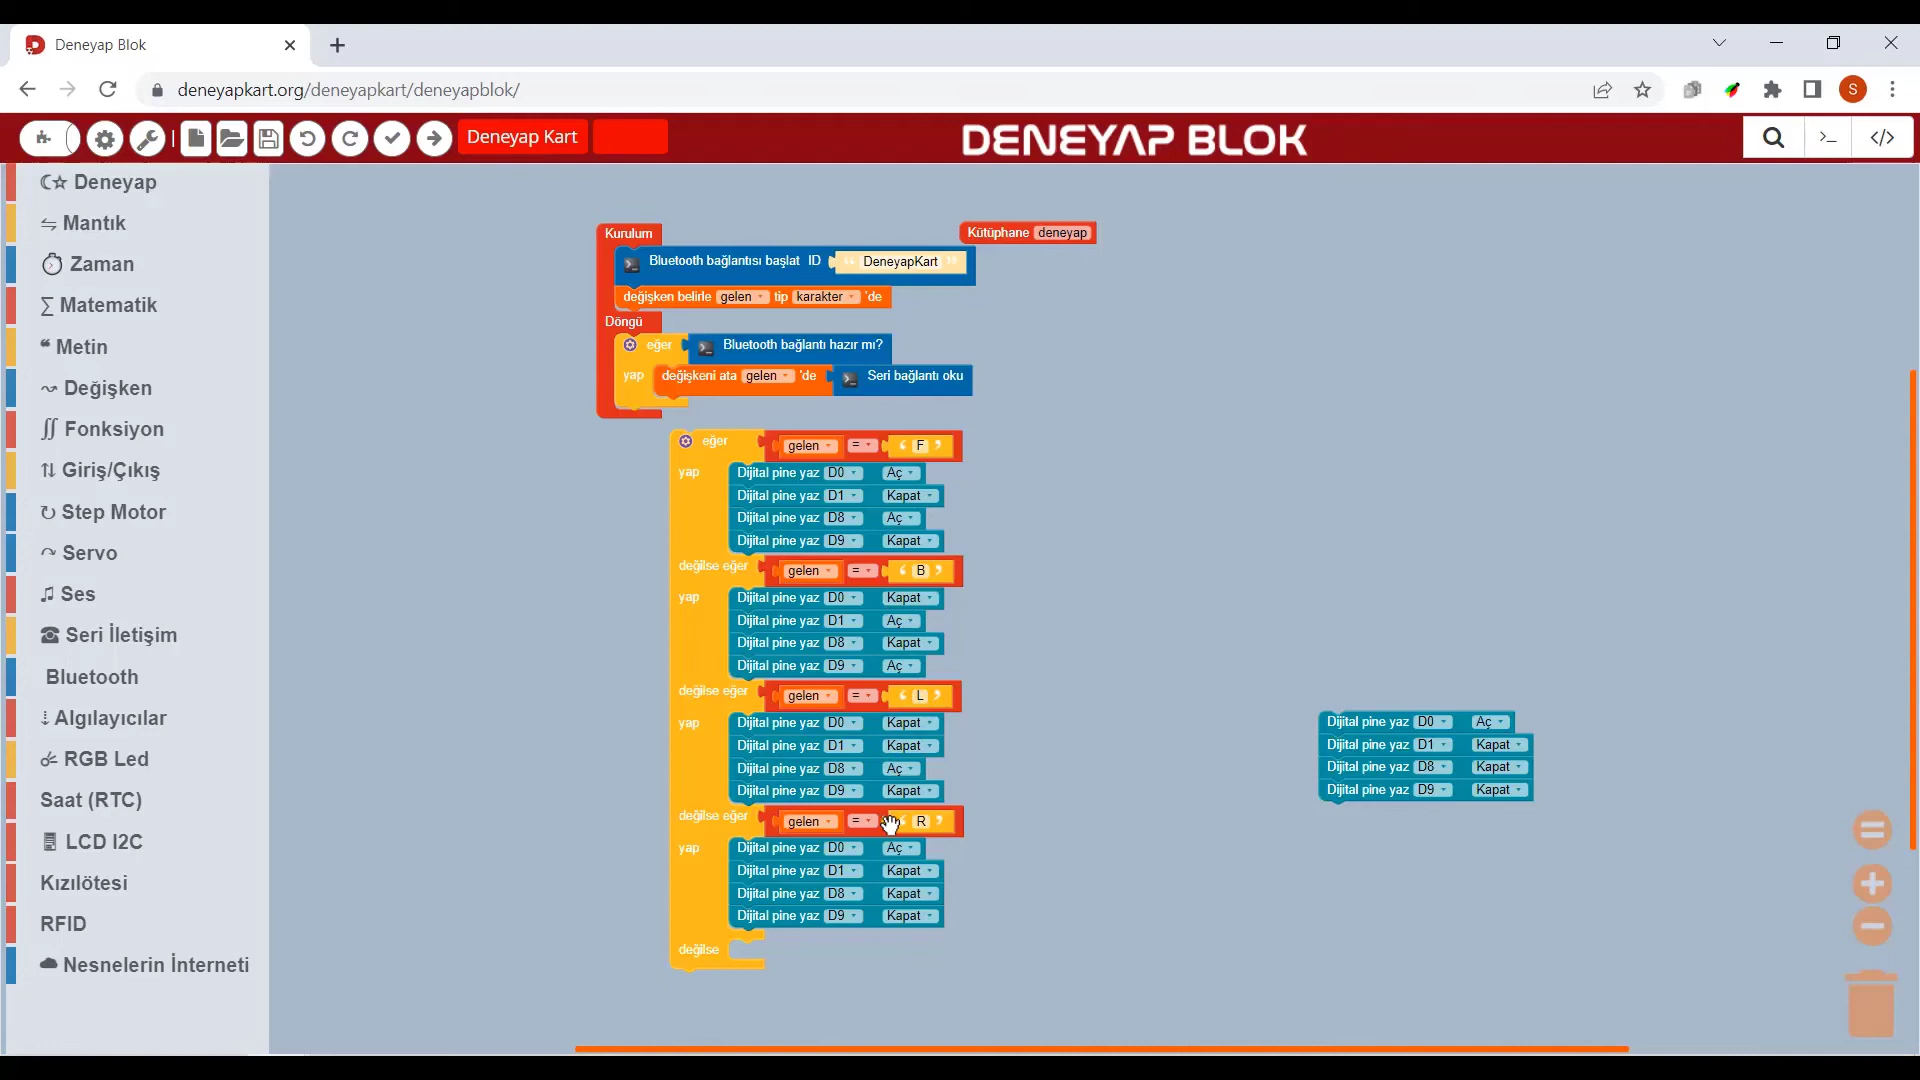 Deneyap Blok
deneyapkart.org/deneyapkart/deneyapblok/
S
Deneyap Kart
DENEYAP BLOK
Deneyap
Mantık
Zaman
Matematik
Metin
Değişken
Fonksiyon
Giriş/Çıkış
Step Motor
Servo
Ses
Seri İletişim
Bluetooth
Algılayıcılar
RGB Led
Saat (RTC)
LCD I2C
Kızılötesi
RFID
Nesnelerin İnterneti
Kurulum
Kütüphane deneyap
Bluetooth bağlantısı başlat ID “ DeneyapKart ”
değişken belirle gelen tip karakter 'de
Döngü
eğer Bluetooth bağlantı hazır mı?
yap değişkeni ata gelen 'de Seri bağlantı oku
eğer gelen = ‘ F ’
yap Dijital pine yaz D0 Aç
Dijital pine yaz D1 Kapat
Dijital pine yaz D8 Aç
Dijital pine yaz D9 Kapat
değilse eğer gelen = ‘ B ’
yap Dijital pine yaz D0 Kapat
Dijital pine yaz D1 Aç
Dijital pine yaz D8 Kapat
Dijital pine yaz D9 Aç
değilse eğer gelen = ‘ L ’
yap Dijital pine yaz D0 Kapat
Dijital pine yaz D1 Kapat
Dijital pine yaz D8 Aç
Dijital pine yaz D9 Kapat
değilse eğer gelen = ‘ R ’
yap Dijital pine yaz D0 Aç
Dijital pine yaz D1 Kapat
Dijital pine yaz D8 Kapat
Dijital pine yaz D9 Kapat
değilse
Dijital pine yaz D0 Aç
Dijital pine yaz D1 Kapat
Dijital pine yaz D8 Kapat
Dijital pine yaz D9 Kapat